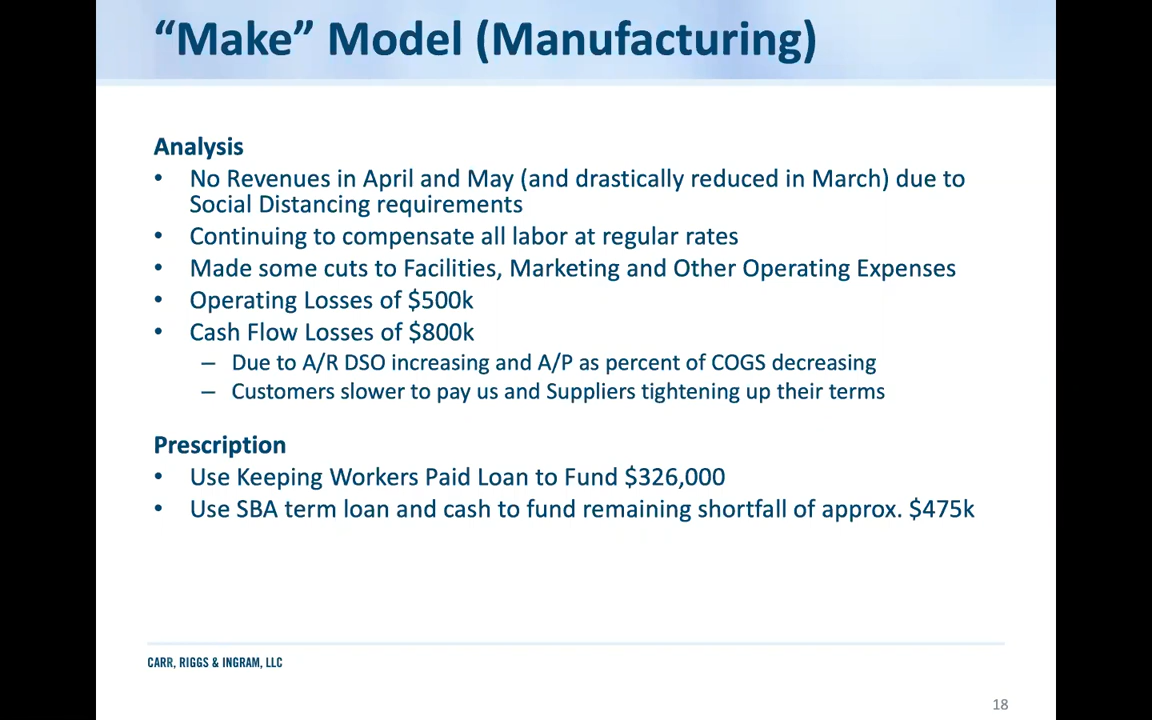 “Make” Model (Manufacturing)
Analysis
• No Revenues in April and May (and drastically reduced in March) due to
Social Distancing requirements
• Continuing to compensate all labor at regular rates
• Made some cuts to Facilities, Marketing and Other Operating Expenses
• Operating Losses of $500k
• Cash Flow Losses of $800k
– Due to A/R DSO increasing and A/P as percent of COGS decreasing
– Customers slower to pay us and Suppliers tightening up their terms
Prescription
• Use Keeping Workers Paid Loan to Fund $326,000
• Use SBA term loan and cash to fund remaining shortfall of approx. $475k
CARR, RIGGS & INGRAM, LLC
18